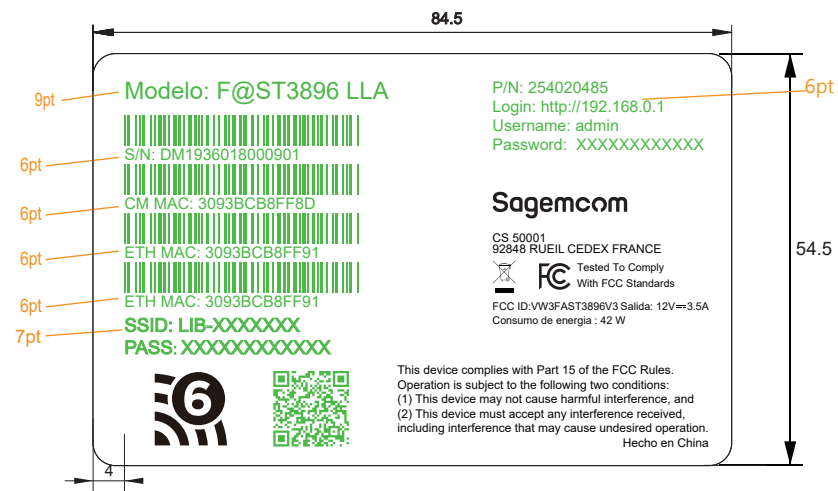 84.5
9pt
Modelo: F@ST3896 LLA
6pt
S/N: DM1936018000901
6pt
CM MAC: 3093BCB8FF8D
6pt
ETH MAC: 3093BCB8FF91
6pt
ETH MAC: 3093BCB8FF91
7pt
SSID: LIB-XXXXXXX
PASS: XXXXXXXXXXXX
6
P/N: 254020485
6pt
Login: http://192.168.0.1
Username: admin
Password: XXXXXXXXXXXX
Sagemcom
CS 50001
92848 RUEIL CEDEX FRANCE
FC
Tested To Comply
With FCC Standards
FCC ID:VW3FAST3896V3 Salida: 12V⎓3.5A
Consumo de energia : 42 W
54.5
This device complies with Part 15 of the FCC Rules.
Operation is subject to the following two conditions:
(1) This device may not cause harmful interference, and
(2) This device must accept any interference received,
including interference that may cause undesired operation.
Hecho en China
4